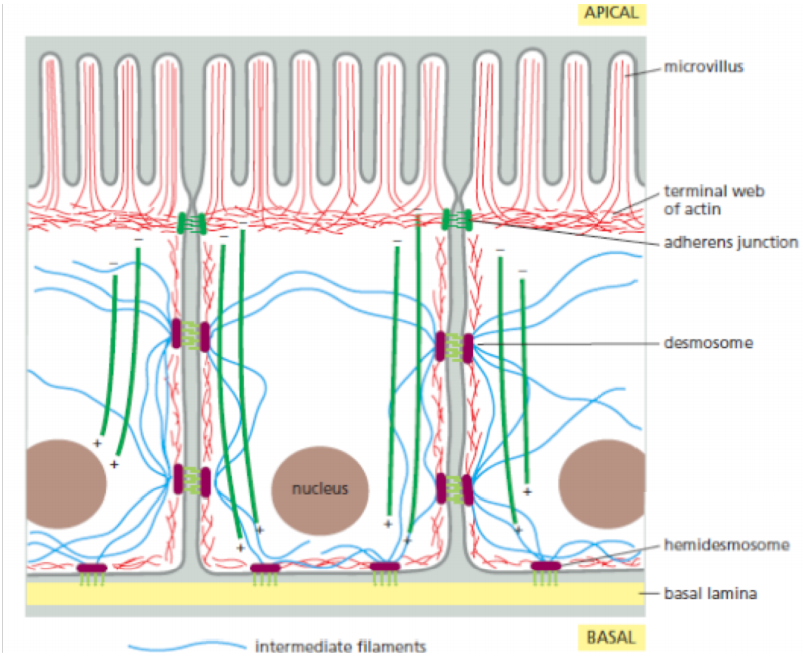 APICAL
microvillus
terminal web
of actin
adherens junction
desmosome
nucleus
hemidesmosome
basal lamina
BASAL
intermediate filaments